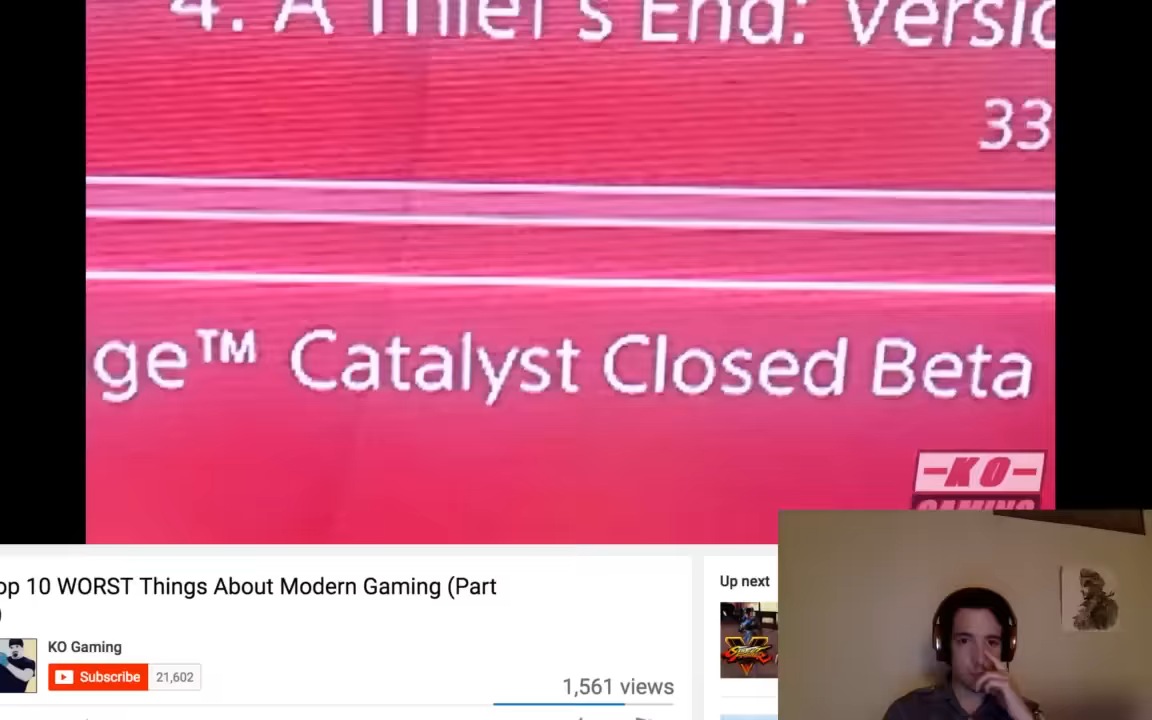 4: A Thief's End: Versio
33
ge™ Catalyst Closed Beta
-KO-
GAMING
op 10 WORST Things About Modern Gaming (Part
)
Up next
KO Gaming
Subscribe 21,602
1,561 views